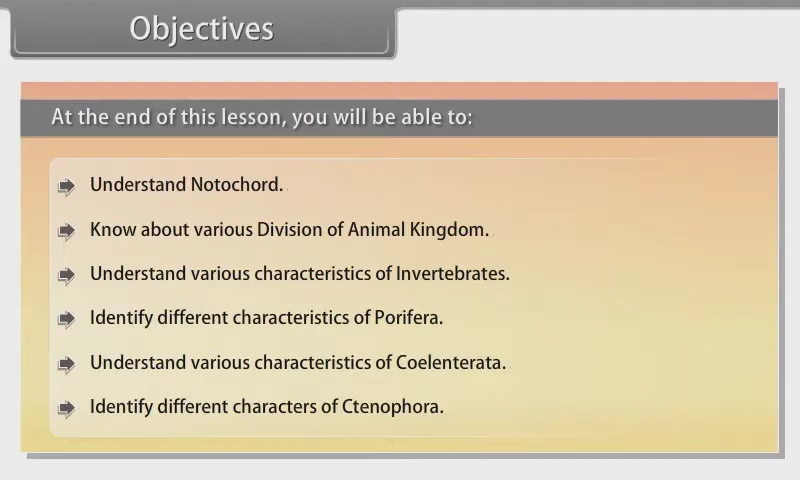 Objectives
At the end of this lesson, you will be able to:
Understand Notochord.
Know about various Division of Animal Kingdom.
Understand various characteristics of Invertebrates.
Identify different characteristics of Porifera.
Understand various characteristics of Coelenterata.
Identify different characters of Ctenophora.